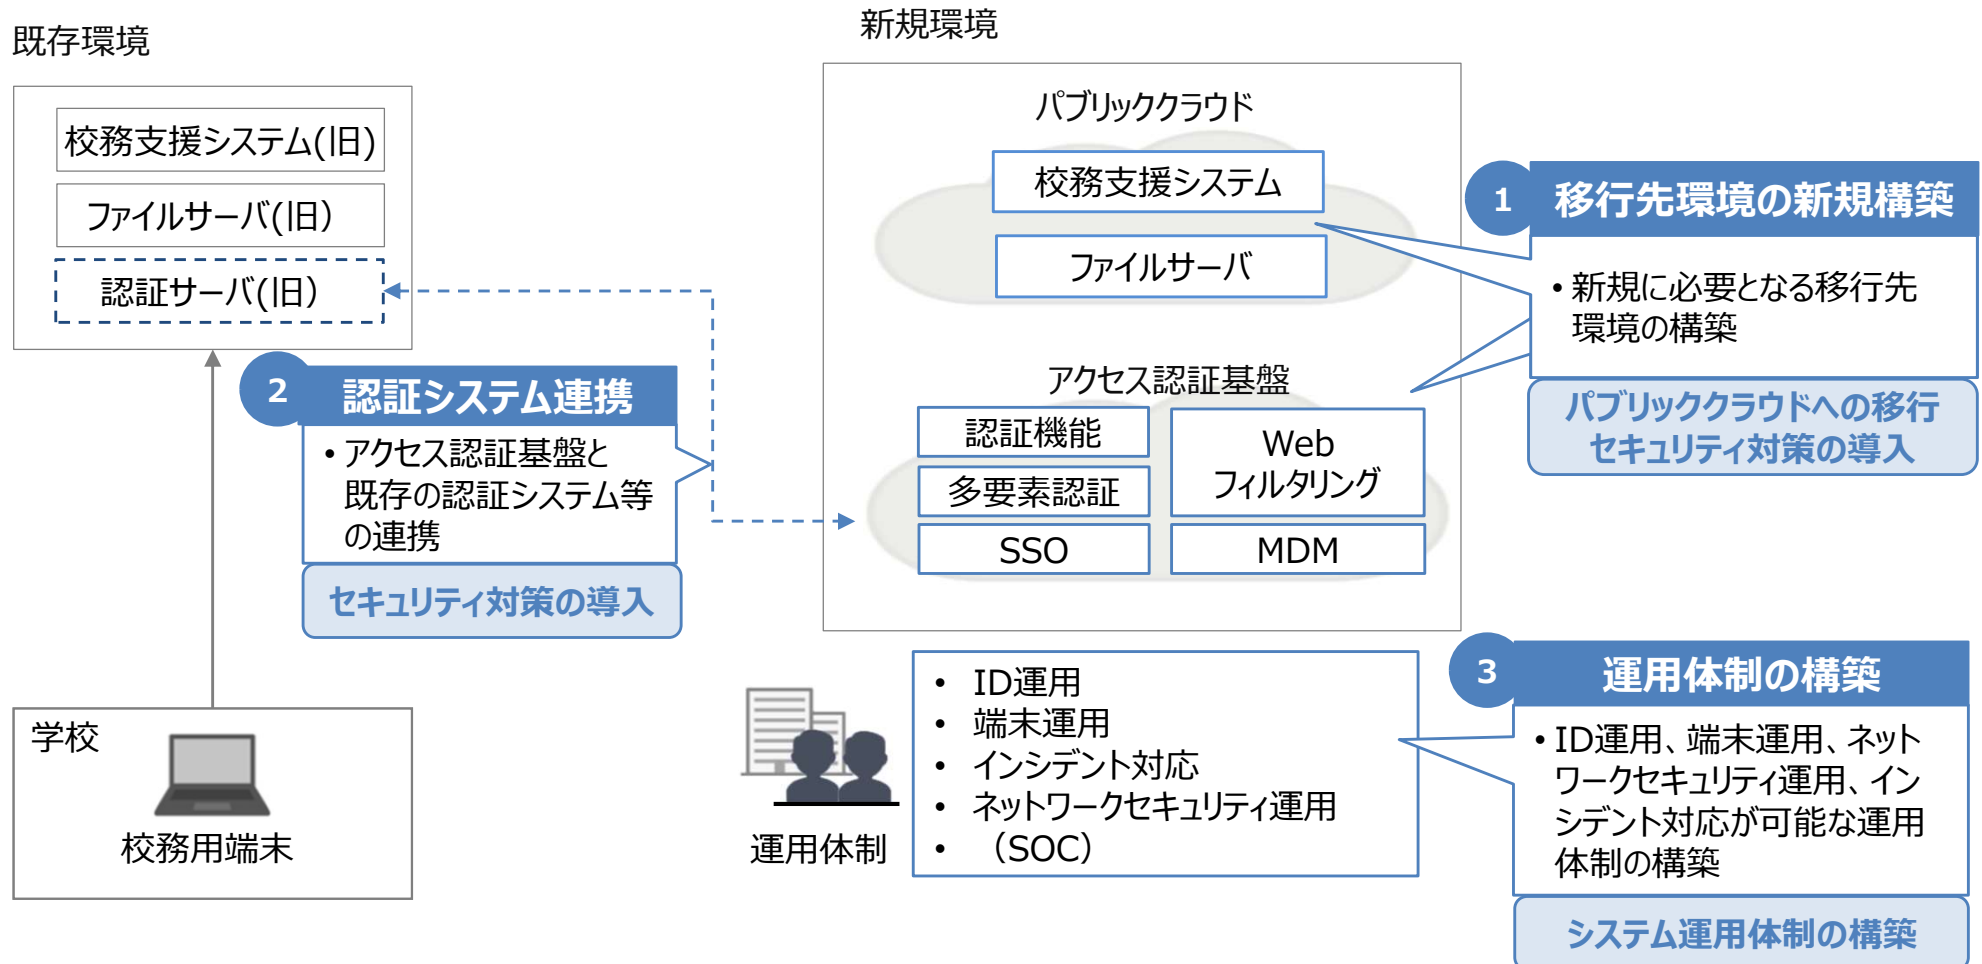 既存環境
校務支援システム(旧)
ファイルサーバ(旧）
認証サーバ(旧）
新規環境
パブリッククラウド
校務支援システム
ファイルサーバ
1
移行先環境の新規構築
• 新規に必要となる移行先
環境の構築
パブリッククラウドへの移行
セキュリティ対策の導入
2
認証システム連携
• アクセス認証基盤と
既存の認証システム等
の連携
セキュリティ対策の導入
アクセス認証基盤
認証機能
多要素認証
SSO
Web
フィルタリング
MDM
学校
校務用端末
運用体制
• ID運用
• 端末運用
• インシデント対応
• ネットワークセキュリティ運用
• （SOC）
3
運用体制の構築
• ID運用、端末運用、ネット
ワークセキュリティ運用、イン
シデント対応が可能な運用
体制の構築
システム運用体制の構築